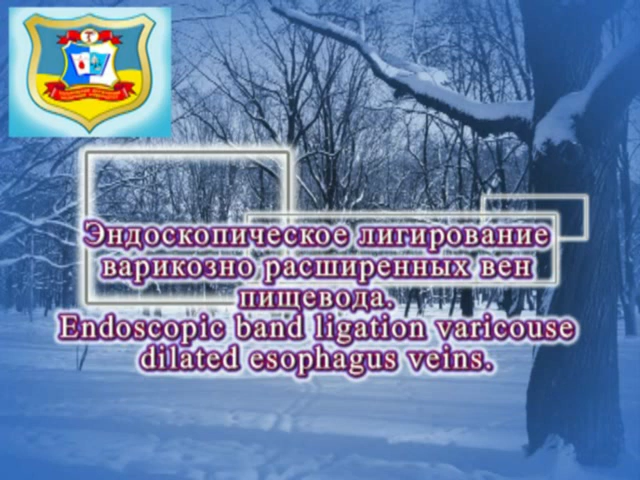 Эндоскопическое лигирование
варикозно расширенных вен
пищевода.
Endoscopic band ligation varicouse
dilated esophagus veins.